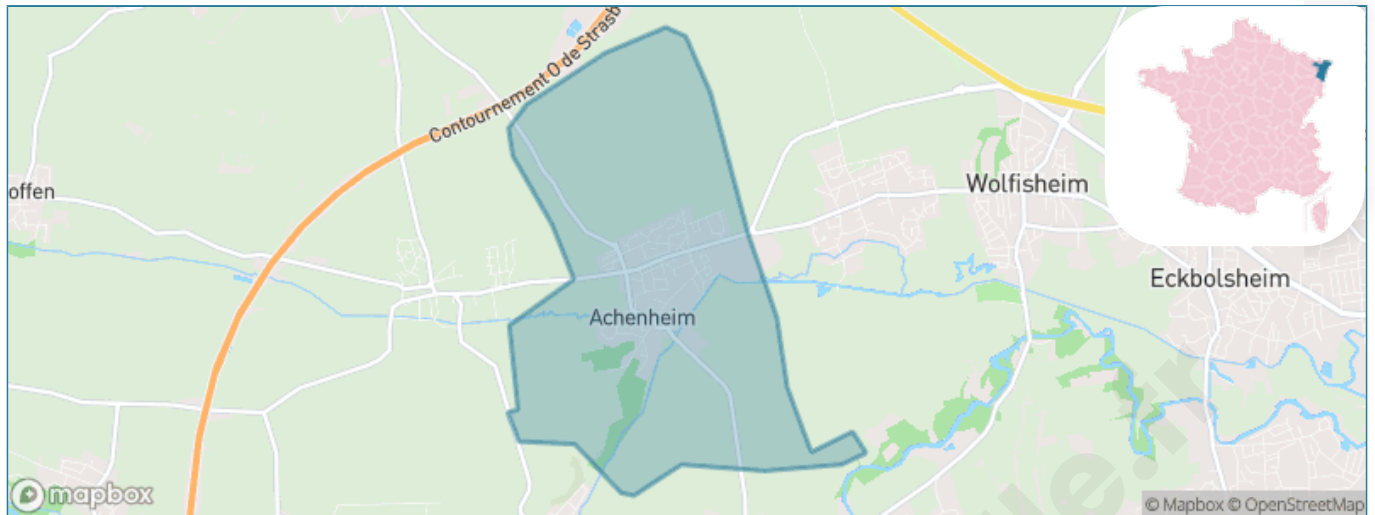 Contournement O de Strasb
Wolfisheim
offen
Eckbolsheim
Achenheim
mapbox
© Mapbox © OpenStreetMap